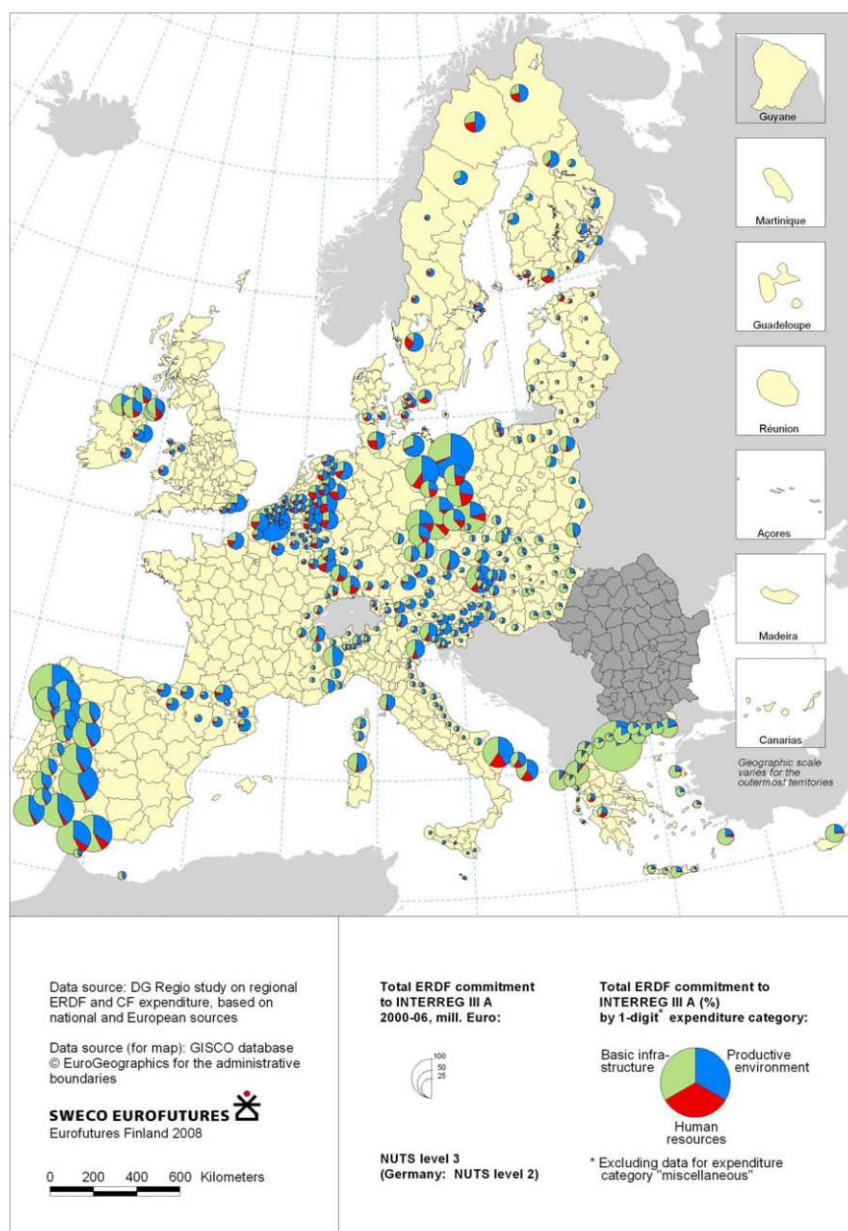 Guyane
Martinique
Guadeloupe
Réunion
Açores
Madeira
Canarias
Geographic scale
varies for the
outermost territories
Data source: DG Regio study on regional
ERDF and CF expenditure, based on
national and European sources
Data source (for map): GISCO database
© EuroGeographics for the administrative
boundaries
SWECO EUROFUTURES
Eurofutures Finland 2008
0 200 400 600 Kilometers
Total ERDF commitment
to INTERREG III A
2000-06, mill. Euro:
100
50
25
NUTS level 3
(Germany: NUTS level 2)
Total ERDF commitment to
INTERREG III A (%)
by 1-digit* expenditure category:
Basic infra-
structure
Productive
environment
Human
resources
* Excluding data for expenditure
category "miscellaneous"